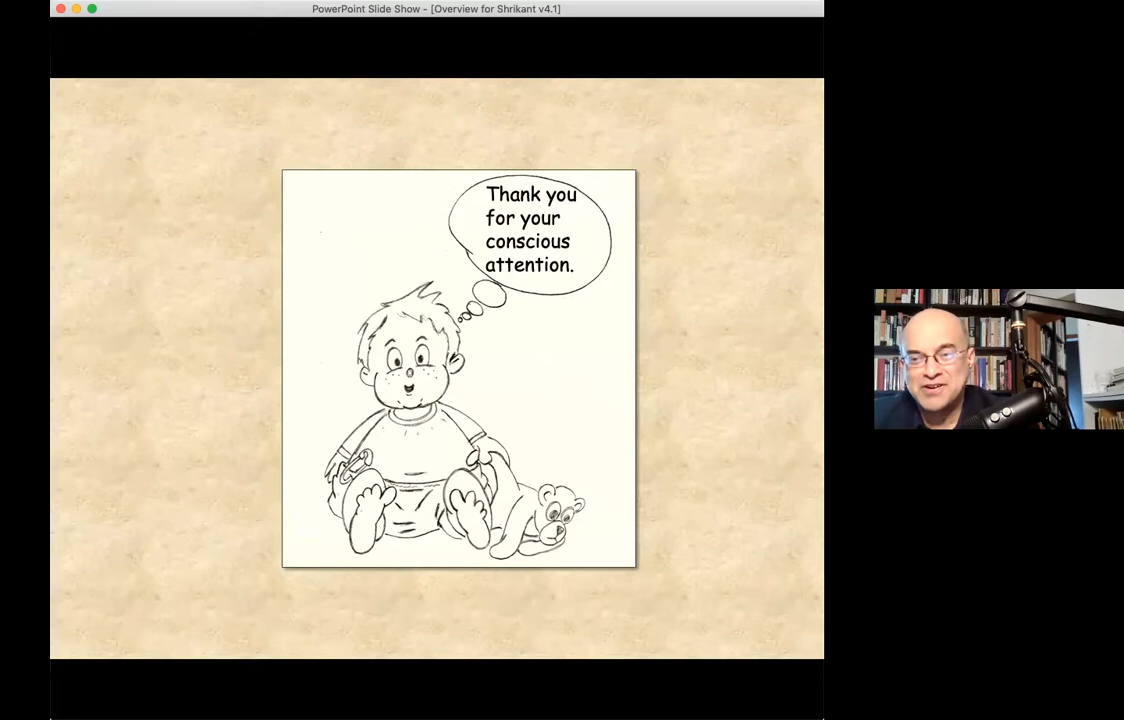 PowerPoint Slide Show - [Overview for Shrikant v4.1]
Thank you
for your
conscious
attention.